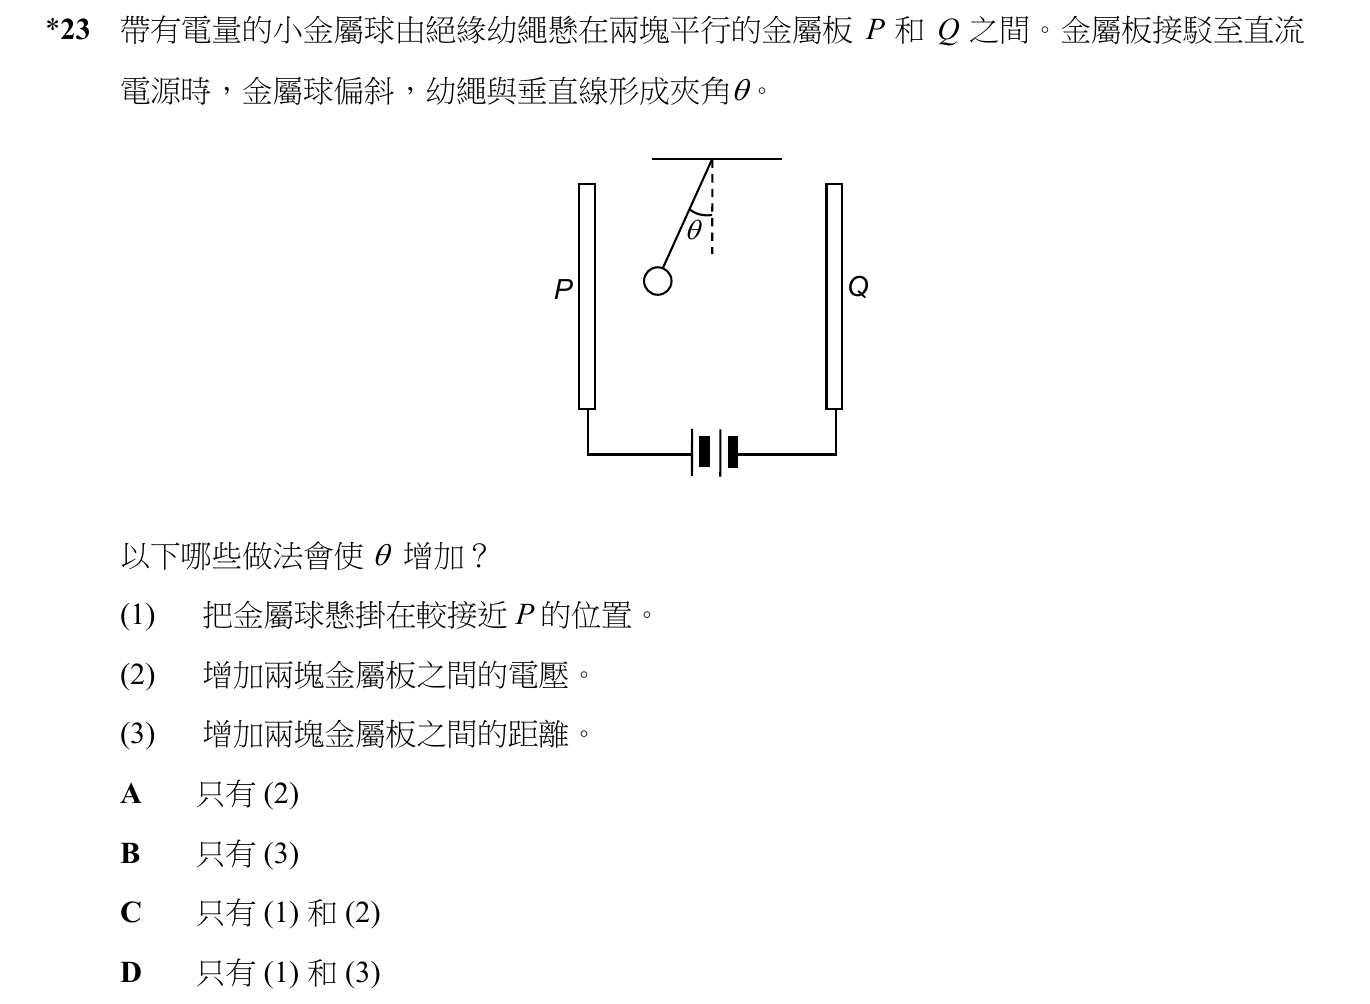 *23 帶有電量的小金屬球由絕緣幼繩懸在兩塊平行的金屬板 P 和 Q 之間。金屬板接駁至直流
電源時，金屬球偏斜，幼繩與垂直線形成夾角θ。
θ
P
Q
以下哪些做法會使 θ 增加？
(1) 把金屬球懸掛在較接近 P 的位置。
(2) 增加兩塊金屬板之間的電壓。
(3) 增加兩塊金屬板之間的距離。
A 只有 (2)
B 只有 (3)
C 只有 (1) 和 (2)
D 只有 (1) 和 (3)